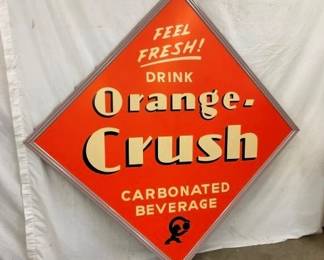 FEEL
FRESH!
DRINK
Orange-
Crush
CARBONATED
BEVERAGE